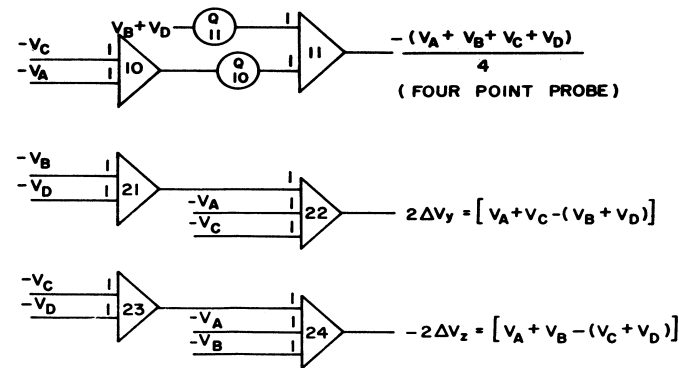 V_B+V_D Q 11 1 11 - (V_A + V_B + V_C + V_D)
-V_C 1 10 Q 10 1 4
-V_A 1
( FOUR POINT PROBE )
-V_B 1 21 1
-V_D 1 -V_A 1 22 2ΔV_y = [ V_A+V_C-(V_B+V_D)]
-V_C 1
-V_C 1 23 1
-V_D 1 -V_A 1 24 -2ΔV_z = [ V_A+V_B-(V_C+V_D)]
-V_B 1